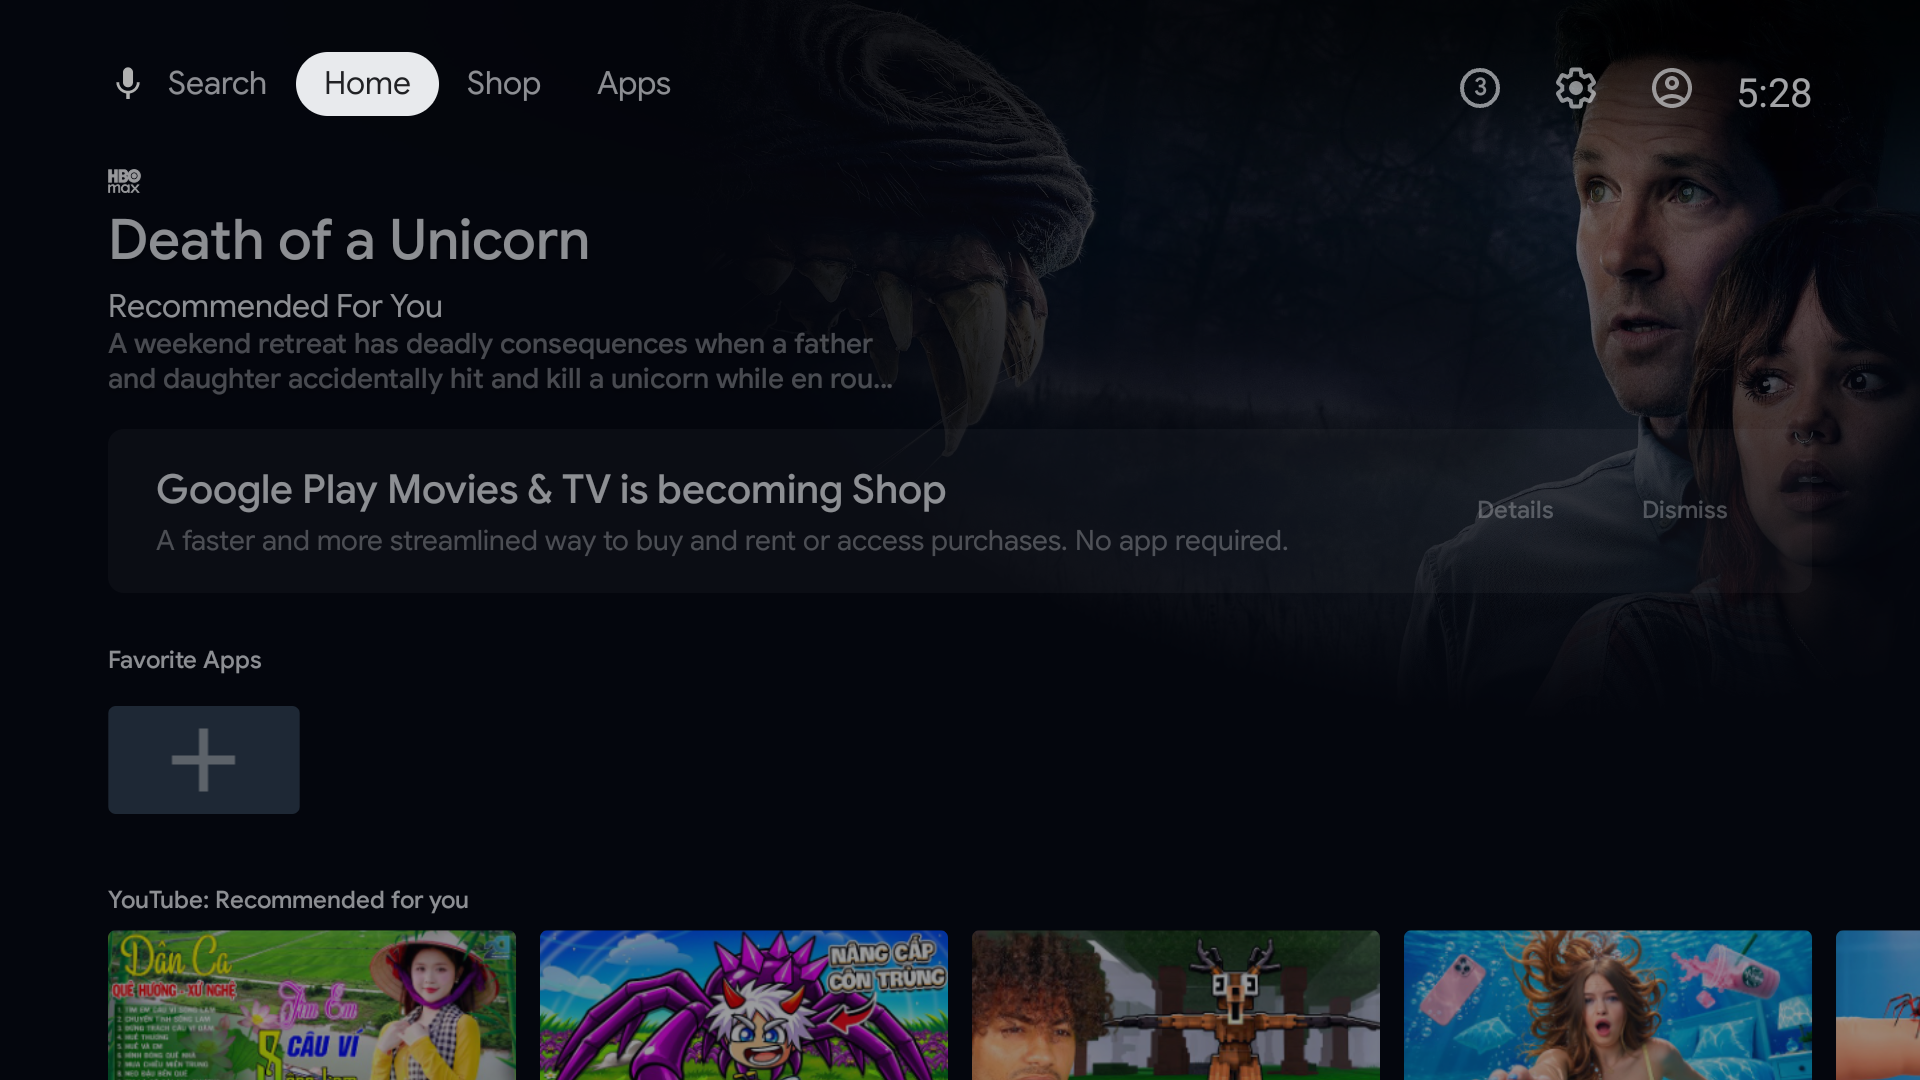 Search Home Shop Apps 3 5:28
HBO
max
Death of a Unicorn
Recommended For You
A weekend retreat has deadly consequences when a father
and daughter accidentally hit and kill a unicorn while en rou...
Google Play Movies & TV is becoming Shop
A faster and more streamlined way to buy and rent or access purchases. No app required.
Details Dismiss
Favorite Apps
YouTube: Recommended for you
Dân Ca
QUÊ HƯƠNG - XỨ NGHỆ
Tìm Em
CÂU VÍ
NÂNG CẤP
CÔN TRÙNG